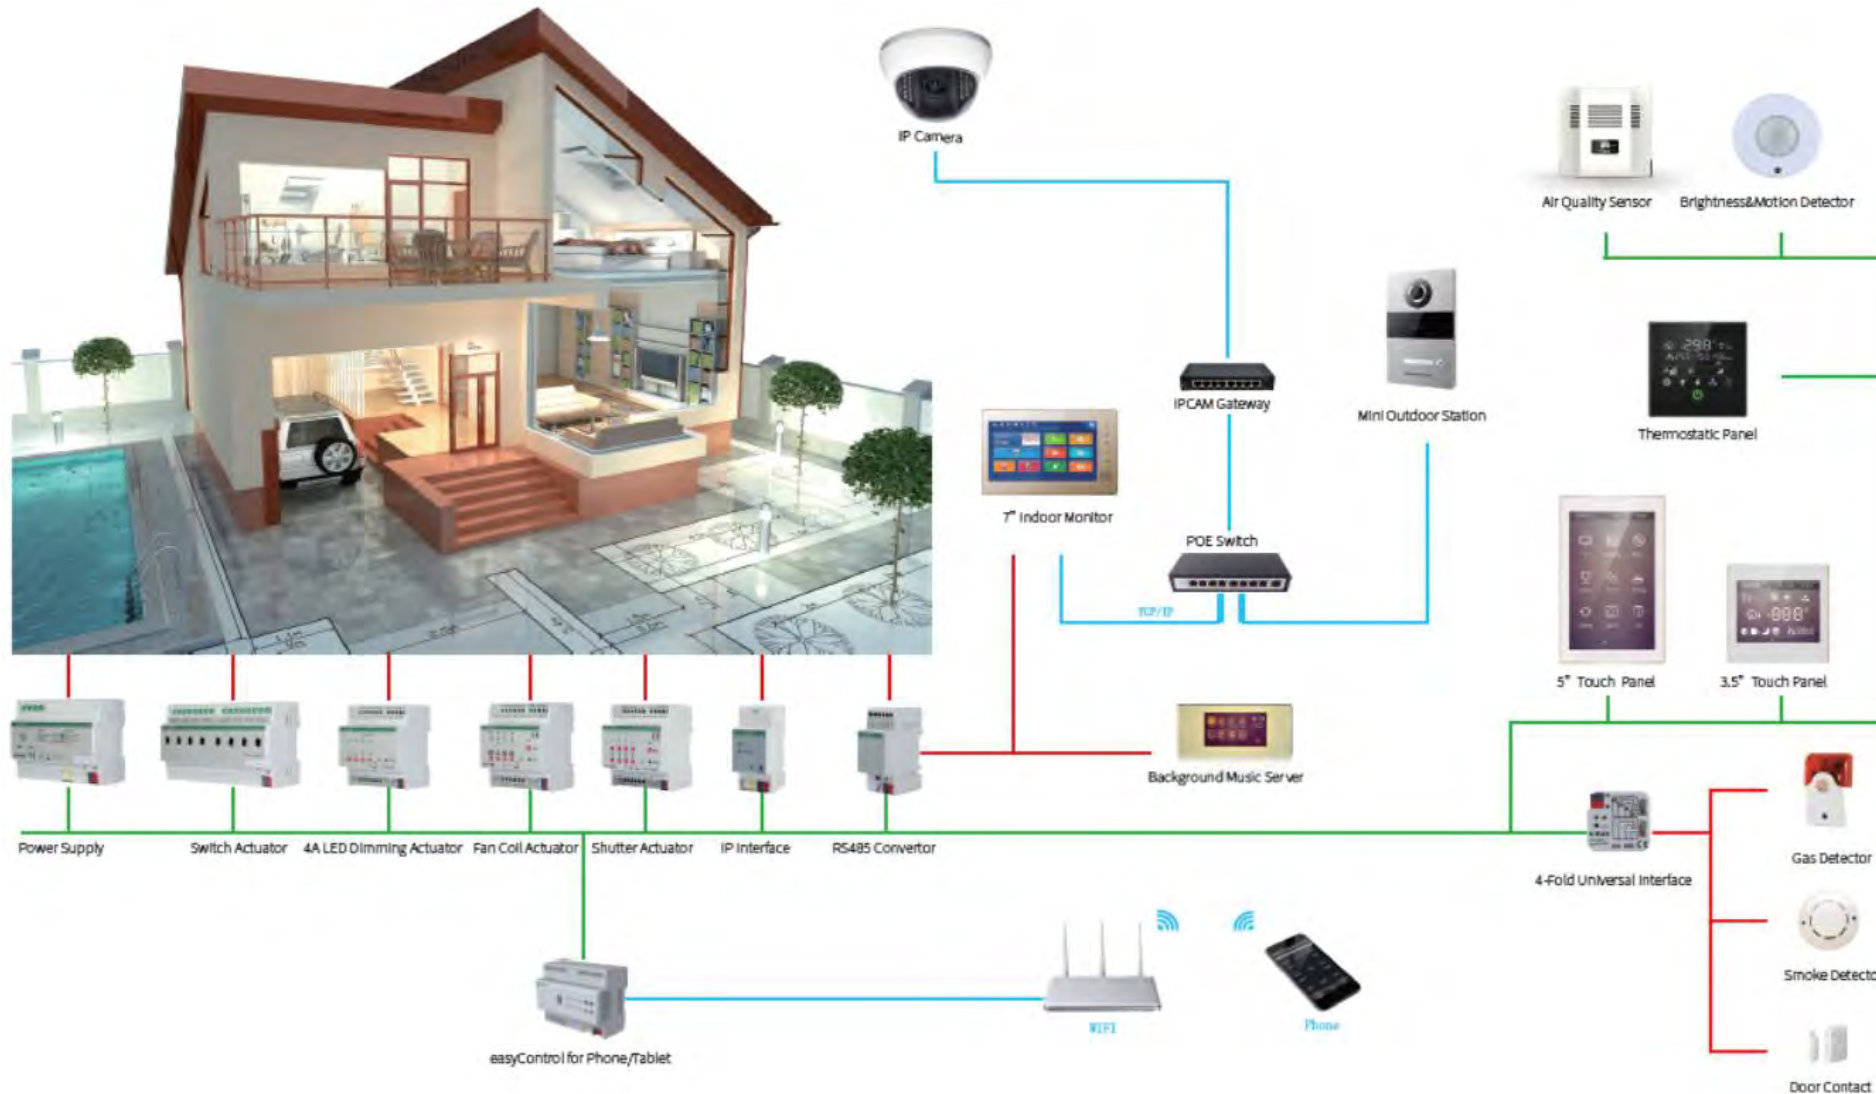 IP Camera
Air Quality Sensor
Brightness&Motion Detector
IPCAM Gateway
Mini Outdoor Station
Thermostatic Panel
7" Indoor Monitor
POE Switch
TCP/IP
5" Touch Panel
3.5" Touch Panel
Background Music Server
Power Supply
Switch Actuator
4A LED Dimming Actuator
Fan Coil Actuator
Shutter Actuator
IP Interface
RS485 Convertor
4-Fold Universal Interface
Gas Detector
Smoke Detecto
Door Contact
WIFI
Phone
easyControl for Phone/Tablet